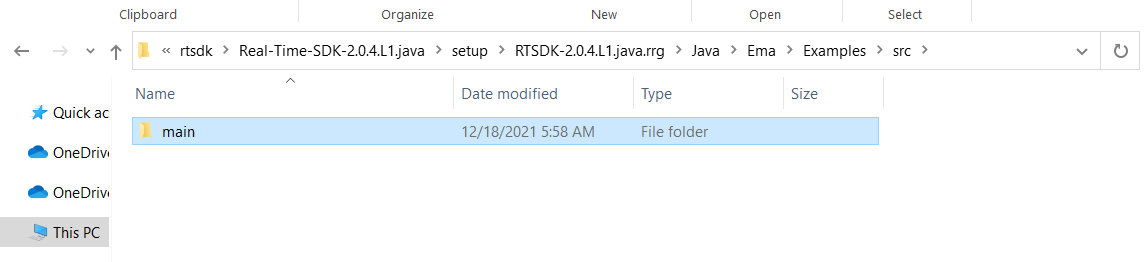 Clipboard Organize New Open Select
« rtsdk > Real-Time-SDK-2.0.4.L1.java > setup > RTSDK-2.0.4.L1.java.rrg > Java > Ema > Examples > src >
Name Date modified Type Size
Quick ac
main 12/18/2021 5:58 AM File folder
OneDrive
OneDrive
This PC